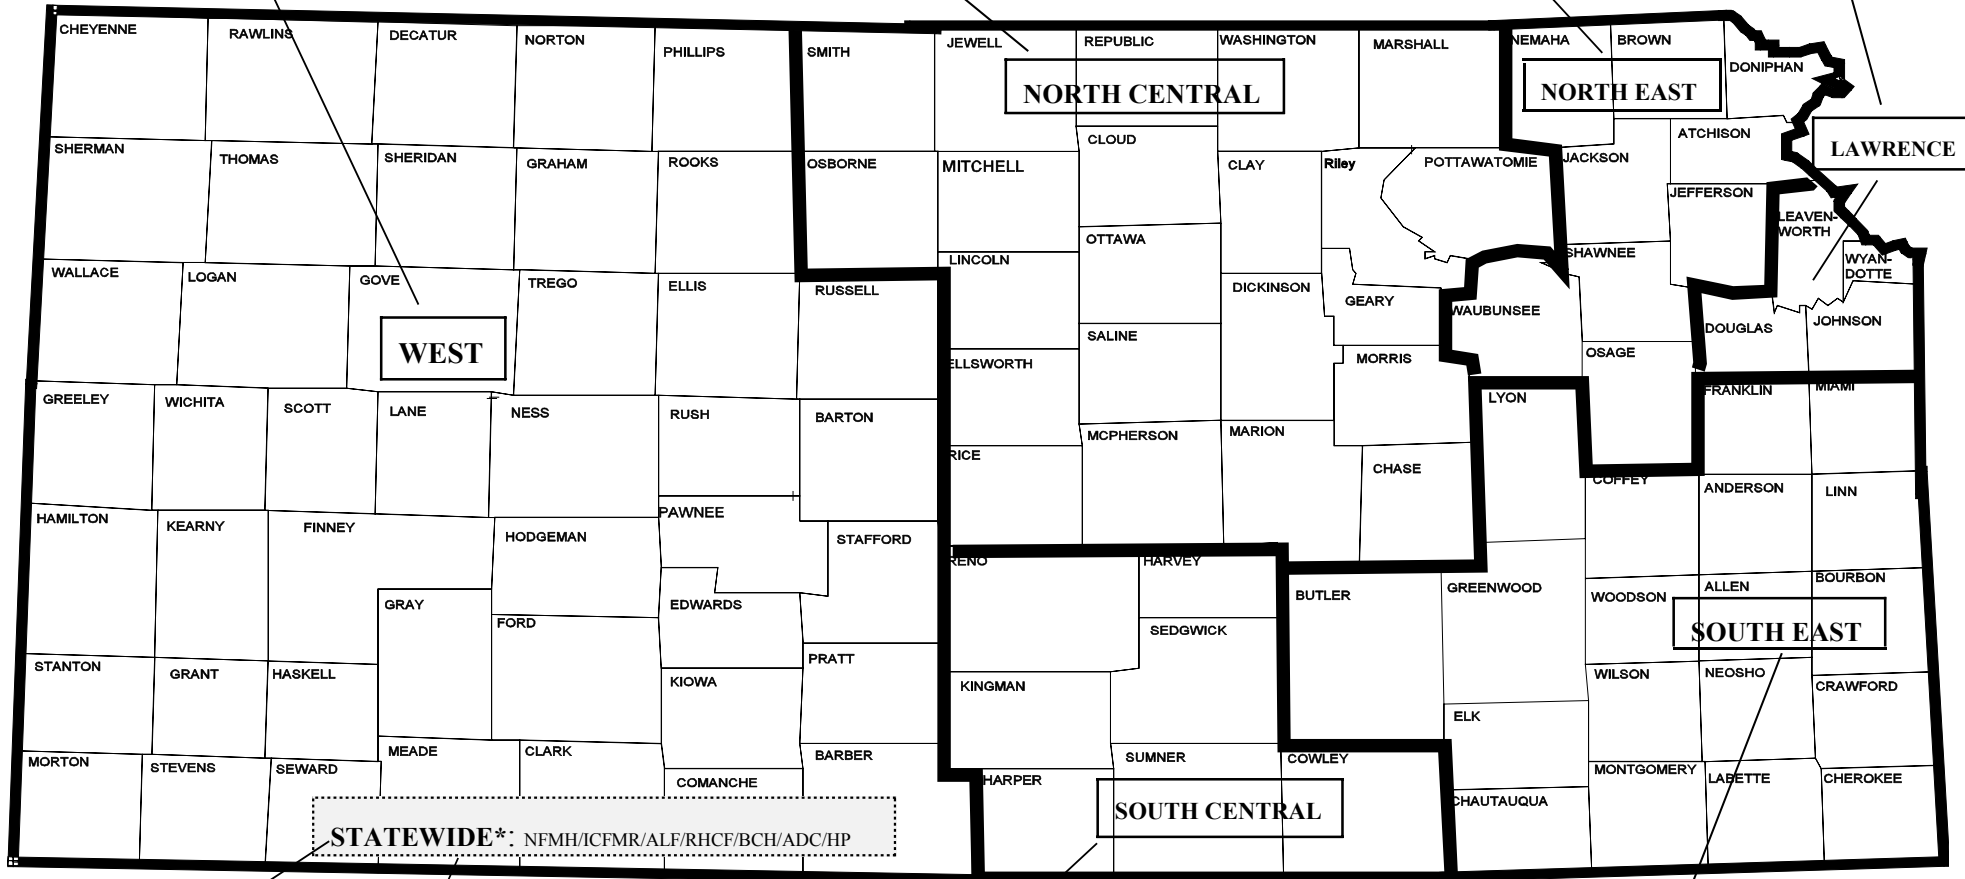 CHEYENNE
RAWLINS
DECATUR
NORTON
PHILLIPS
SMITH
JEWELL
REPUBLIC
WASHINGTON
MARSHALL
NEMAHA
BROWN
DONIPHAN
NORTH CENTRAL
NORTH EAST
SHERMAN
THOMAS
SHERIDAN
GRAHAM
ROOKS
OSBORNE
MITCHELL
CLOUD
CLAY
Riley
POTTAWATOMIE
JACKSON
ATCHISON
LAWRENCE
JEFFERSON
LEAVEN-
WORTH
WALLACE
LOGAN
GOVE
TREGO
ELLIS
RUSSELL
LINCOLN
OTTAWA
DICKINSON
GEARY
WAUBUNSEE
SHAWNEE
WYAN-
DOTTE
DOUGLAS
JOHNSON
WEST
ELLSWORTH
SALINE
MORRIS
OSAGE
GREELEY
WICHITA
SCOTT
LANE
NESS
RUSH
BARTON
RICE
MCPHERSON
MARION
CHASE
LYON
FRANKLIN
MIAMI
HAMILTON
KEARNY
FINNEY
HODGEMAN
PAWNEE
STAFFORD
COFFEY
ANDERSON
LINN
GRAY
FORD
EDWARDS
RENO
HARVEY
BUTLER
GREENWOOD
WOODSON
ALLEN
BOURBON
SEDGWICK
SOUTH EAST
STANTON
GRANT
HASKELL
KIOWA
PRATT
KINGMAN
WILSON
NEOSHO
CRAWFORD
ELK
MORTON
STEVENS
SEWARD
MEADE
CLARK
COMANCHE
BARBER
HARPER
SUMNER
COWLEY
CHAUTAUQUA
MONTGOMERY
LABETTE
CHEROKEE
SOUTH CENTRAL
STATEWIDE*: NFMH/ICFMR/ALF/RHCF/BCH/ADC/HP